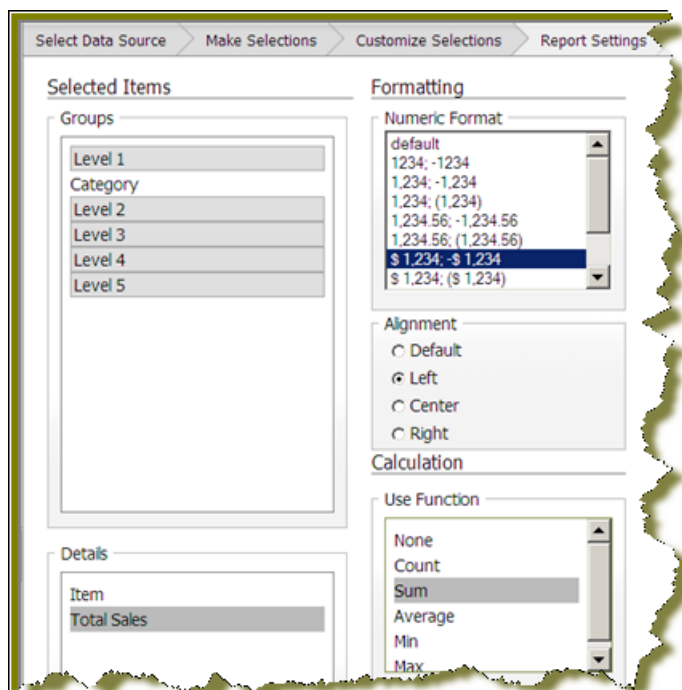 Select Data Source Make Selections Customize Selections Report Settings
Selected Items
Groups
Level 1
Category
Level 2
Level 3
Level 4
Level 5
Details
Item
Total Sales
Formatting
Numeric Format
default
1234; -1234
1,234; -1,234
1,234; (1,234)
1,234.56; -1,234.56
1,234.56; (1,234.56)
$ 1,234; -$ 1,234
$ 1,234; ($ 1,234)
Alignment
Default
Left
Center
Right
Calculation
Use Function
None
Count
Sum
Average
Min
Max